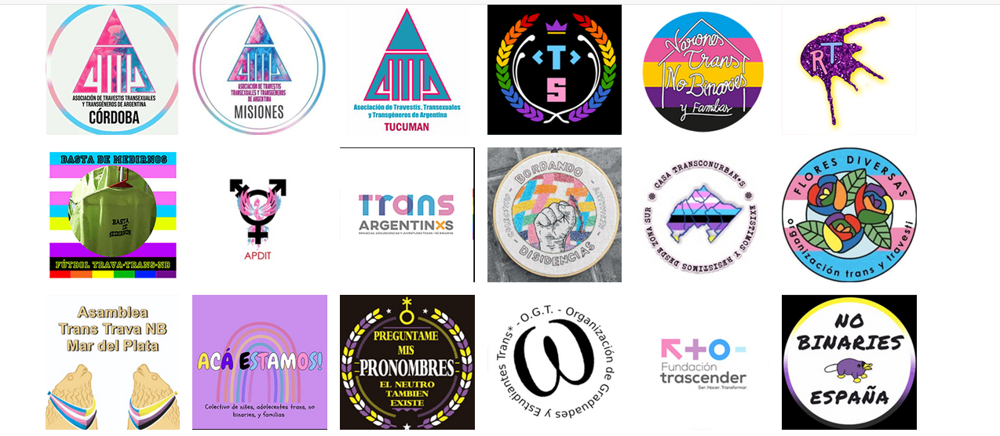 ASOCIACIÓN DE TRAVESTIS TRANSEXUALES
Y TRANSGÉNEROS DE ARGENTINA
CÓRDOBA
ASOCIACIÓN DE TRAVESTIS
TRANSEXUALES Y TRANSGÉNEROS
DE ARGENTINA
MISIONES
Asociación de Travestis, Transexuales
y Transgéneros de Argentina
TUCUMAN
<T>
S
Varones
Trans
No Binaries
y Familias
RT
BASTA DE MEDIRNOS
BASTA
DE
MEDIRNOS
FÚTBOL TRAVA-TRANS-NB
APDIT
Trans
ARGENTINXS
INFANCIAS, ADOLESCENCIAS Y JUVENTUDES TRANS - NO BINARIES
BORDANDO
DISIDENCIAS
CASA TRANSCONURBAN*S
EXISTIMOS Y RESISTIMOS DESDE ZONA SUR
FLORES DIVERSAS
organización trans y travesti
Asamblea
Trans Trava NB
Mar del Plata
ACÁ ESTAMOS!
Colectivo de niñes, adolecentes trans, no
binaries, y familias
PREGUNTAME
MIS
PRONOMBRES
EL NEUTRO
TAMBIEN
EXISTE
- O.G.T. - Organización de Graduades y Estudiantes Trans*
Fundación
trascender
Ser. Hacer. Transformar.
NO
BINARIES
ESPAÑA